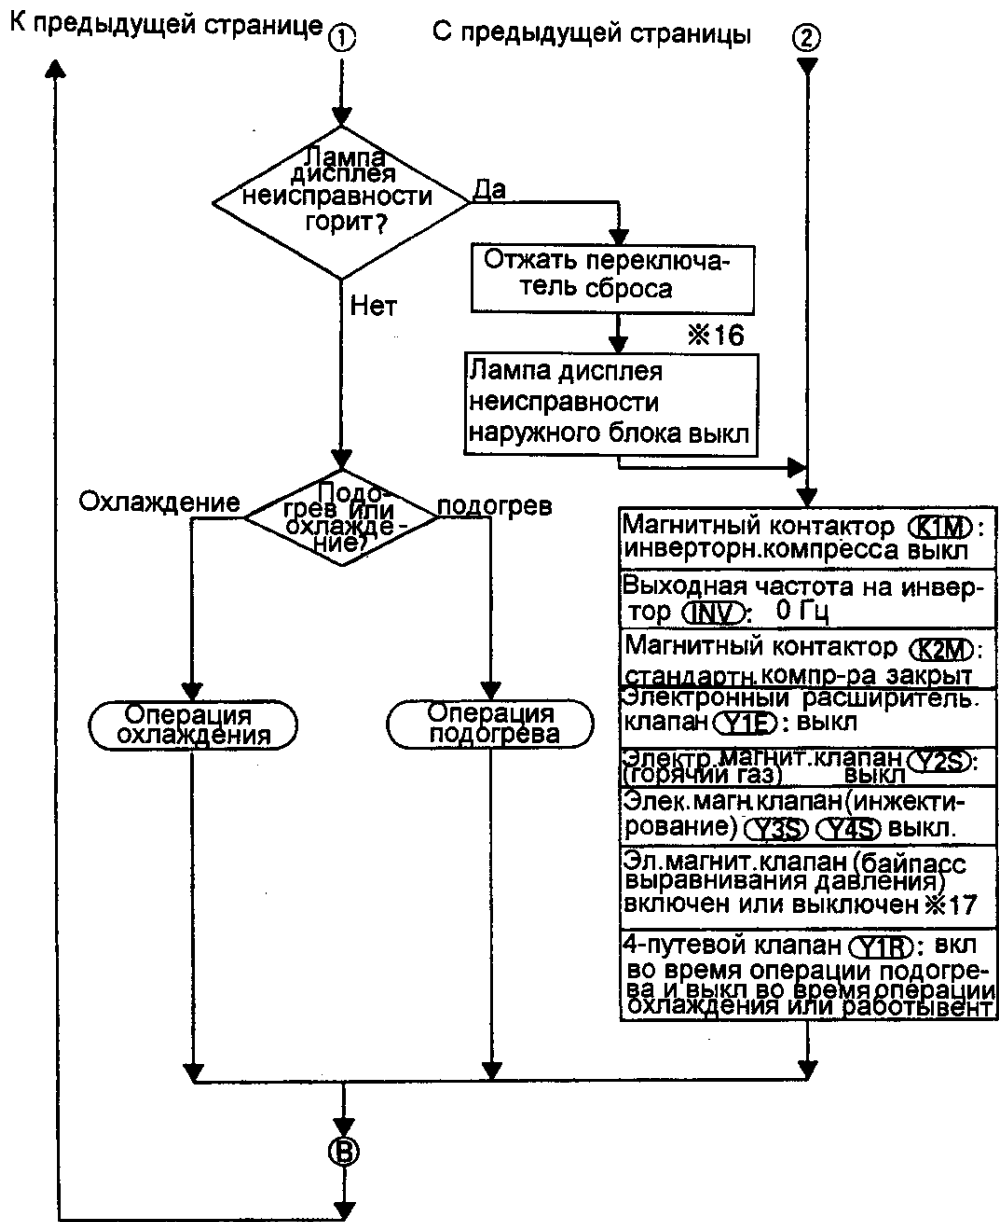 К предыдущей странице ①
С предыдущей страницы ②
Лампа
дисплея
неисправности
горит?
Да
Отжать переключа-
тель сброса
Нет
※16
Лампа дисплея
неисправности
наружного блока выкл
Охлаждение
Подо-
грев или
охлажде-
ние?
подогрев
Магнитный контактор (K1M):
инверторн.компресса выкл
Выходная частота на инвер-
тор (INV): 0 Гц
Магнитный контактор (K2M):
стандартн.компр-ра закрыт
Электронный расширитель.
клапан (Y1E): выкл
Электр.магнит.клапан (Y2S):
(горячий газ) выкл
Элек.магн.клапан(инжекти-
рование) (Y3S) (Y4S) выкл.
Эл.магнит.клапан (байпасс
выравнивания давления)
включен или выключен ※17
4-путевой клапан (Y1R): вкл
во время операции подогре-
ва и выкл во время операции
охлаждения или работывент
Операция
охлаждения
Операция
подогрева
B